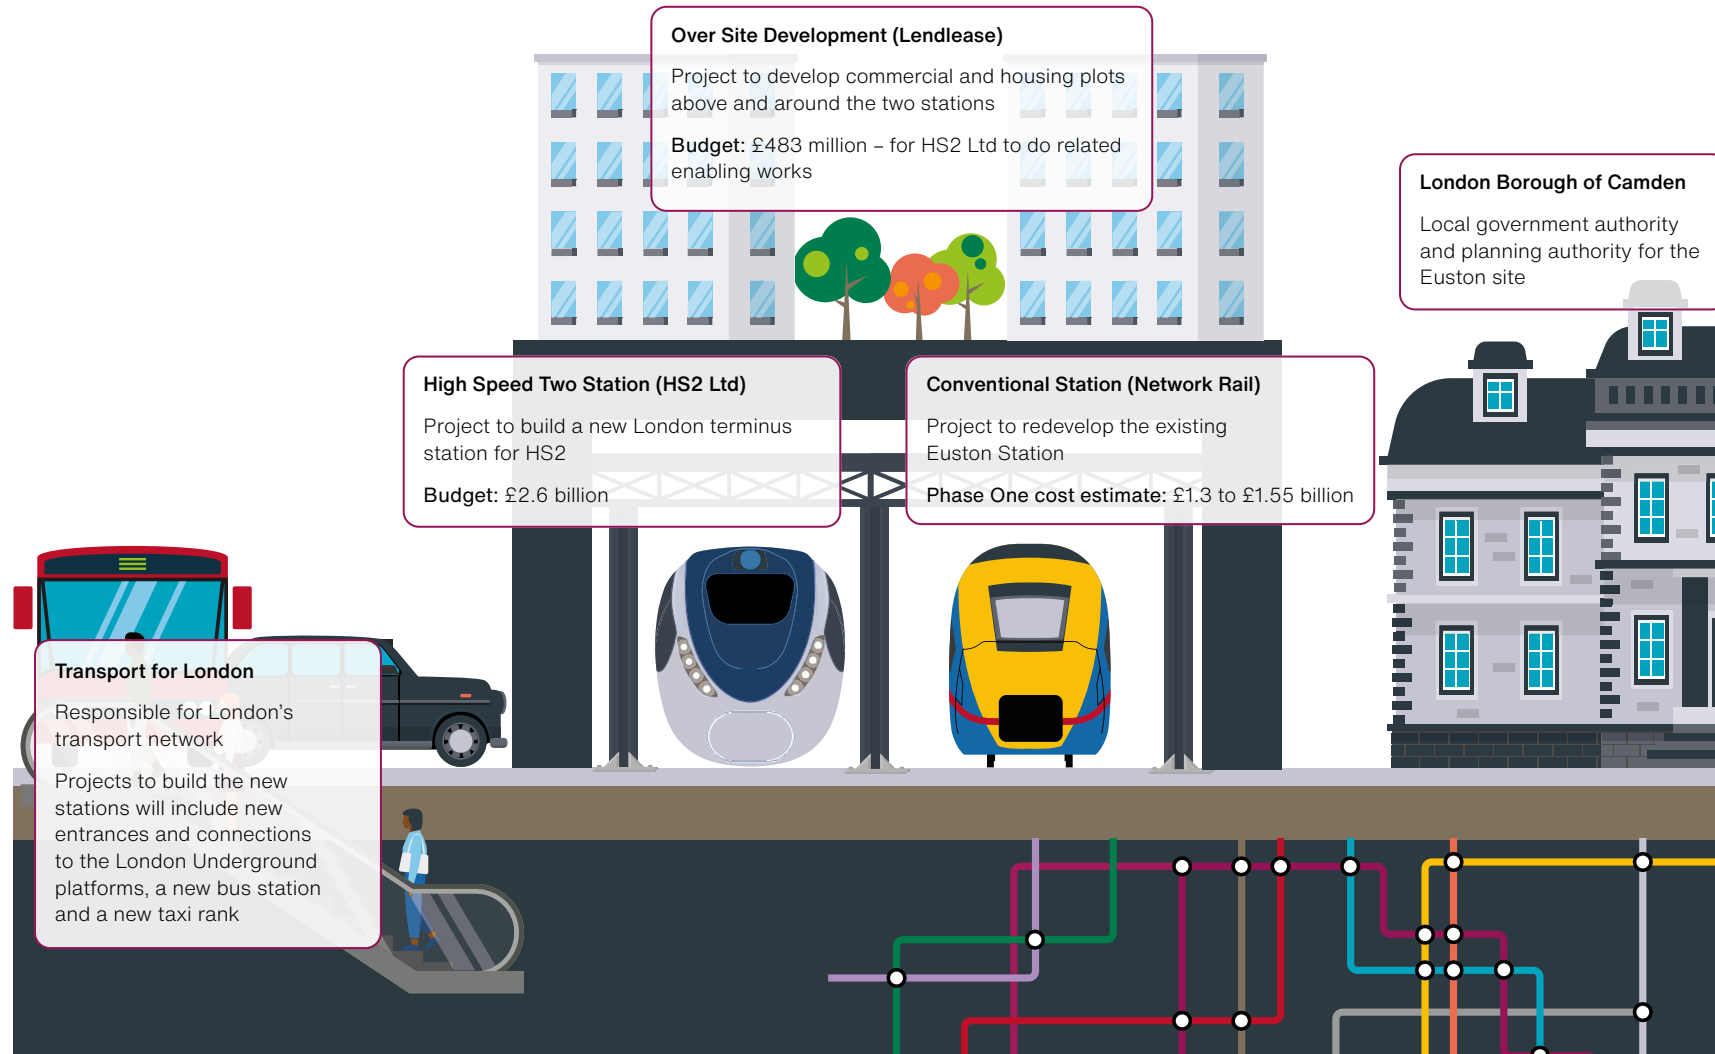 Over Site Development (Lendlease)
Project to develop commercial and housing plots
above and around the two stations
Budget: £483 million – for HS2 Ltd to do related
enabling works
London Borough of Camden
Local government authority
and planning authority for the
Euston site
High Speed Two Station (HS2 Ltd)
Project to build a new London terminus
station for HS2
Budget: £2.6 billion
Conventional Station (Network Rail)
Project to redevelop the existing
Euston Station
Phase One cost estimate: £1.3 to £1.55 billion
Transport for London
Responsible for London’s
transport network
Projects to build the new
stations will include new
entrances and connections
to the London Underground
platforms, a new bus station
and a new taxi rank